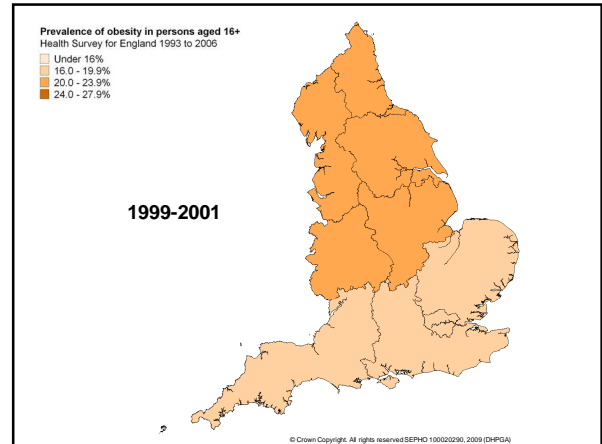 Prevalence of obesity in persons aged 16+
Health Survey for England 1993 to 2006
Under 16%
16.0 - 19.9%
20.0 - 23.9%
24.0 - 27.9%
1999-2001
© Crown Copyright. All rights reserved SEPHO 100020290, 2009 (DHPGA)